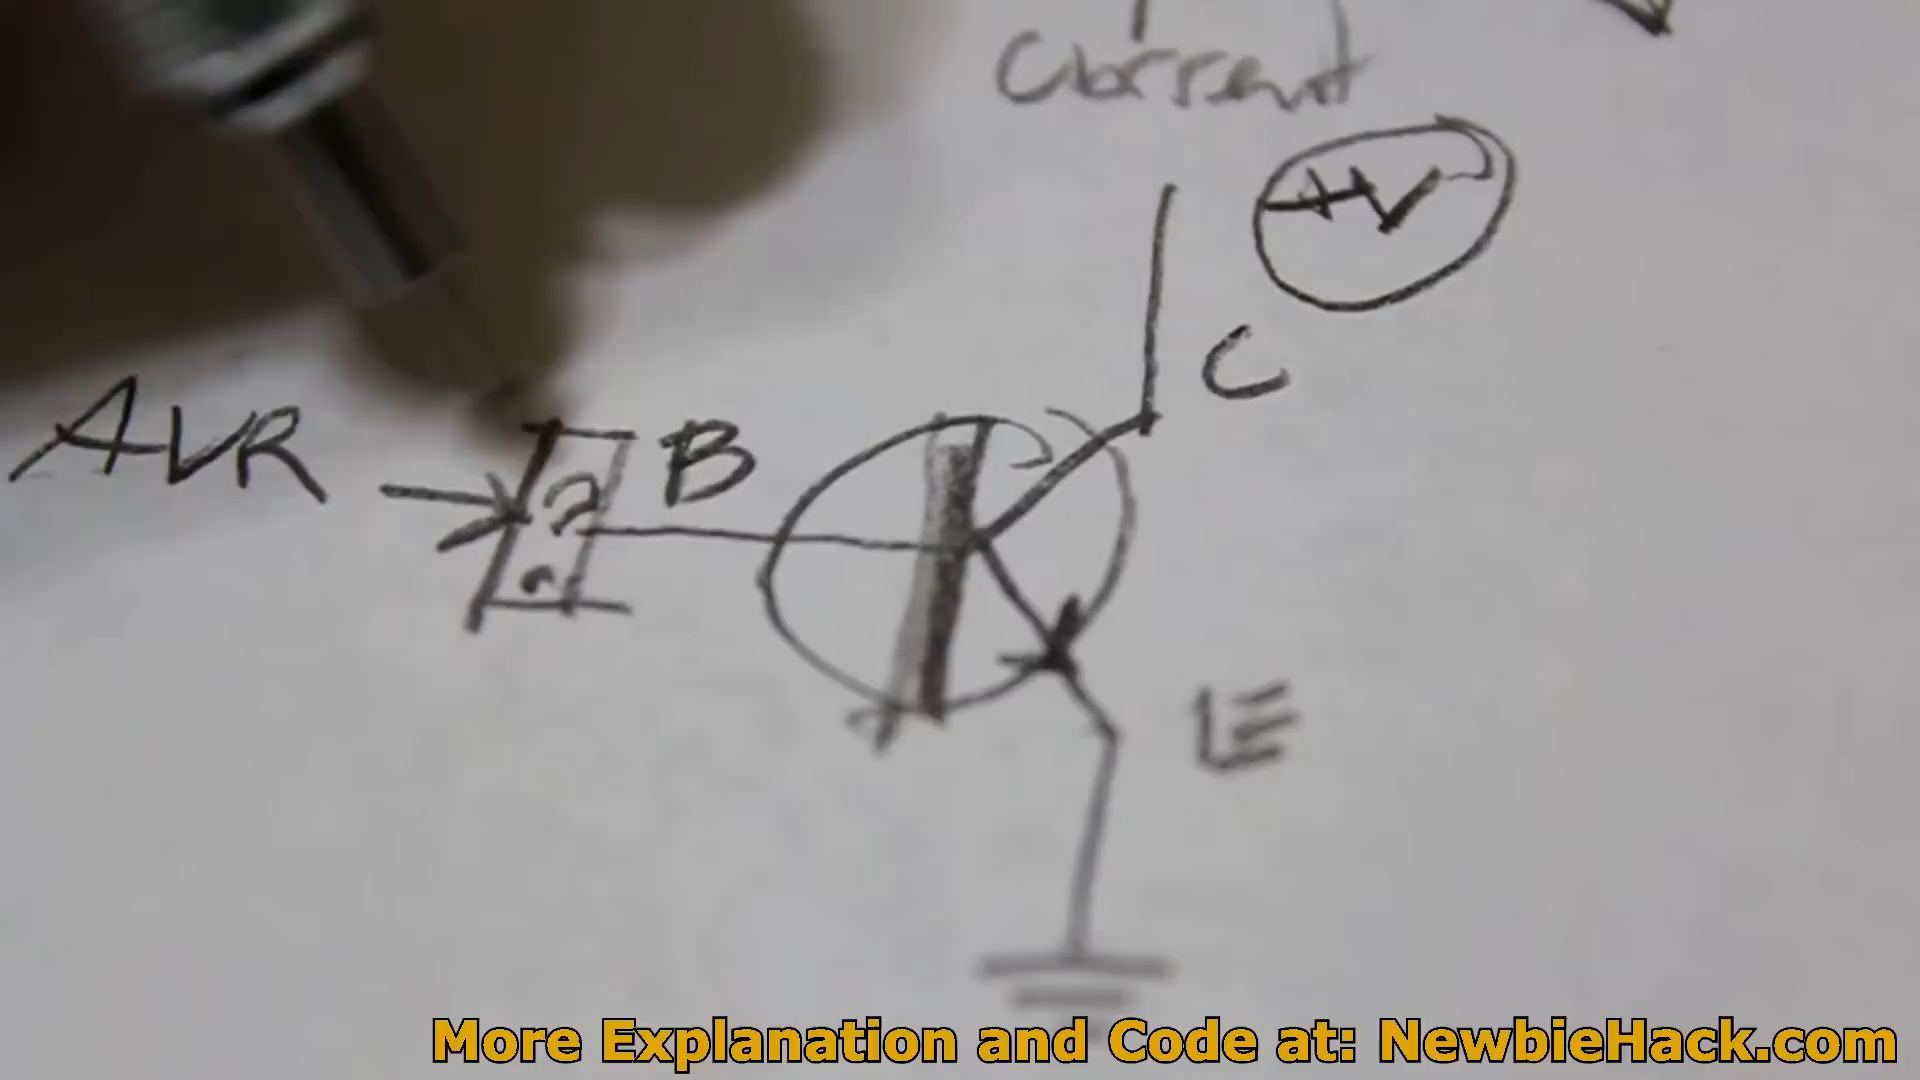 Current
+V
C
AVR
?
B
E
More Explanation and Code at: NewbieHack.com